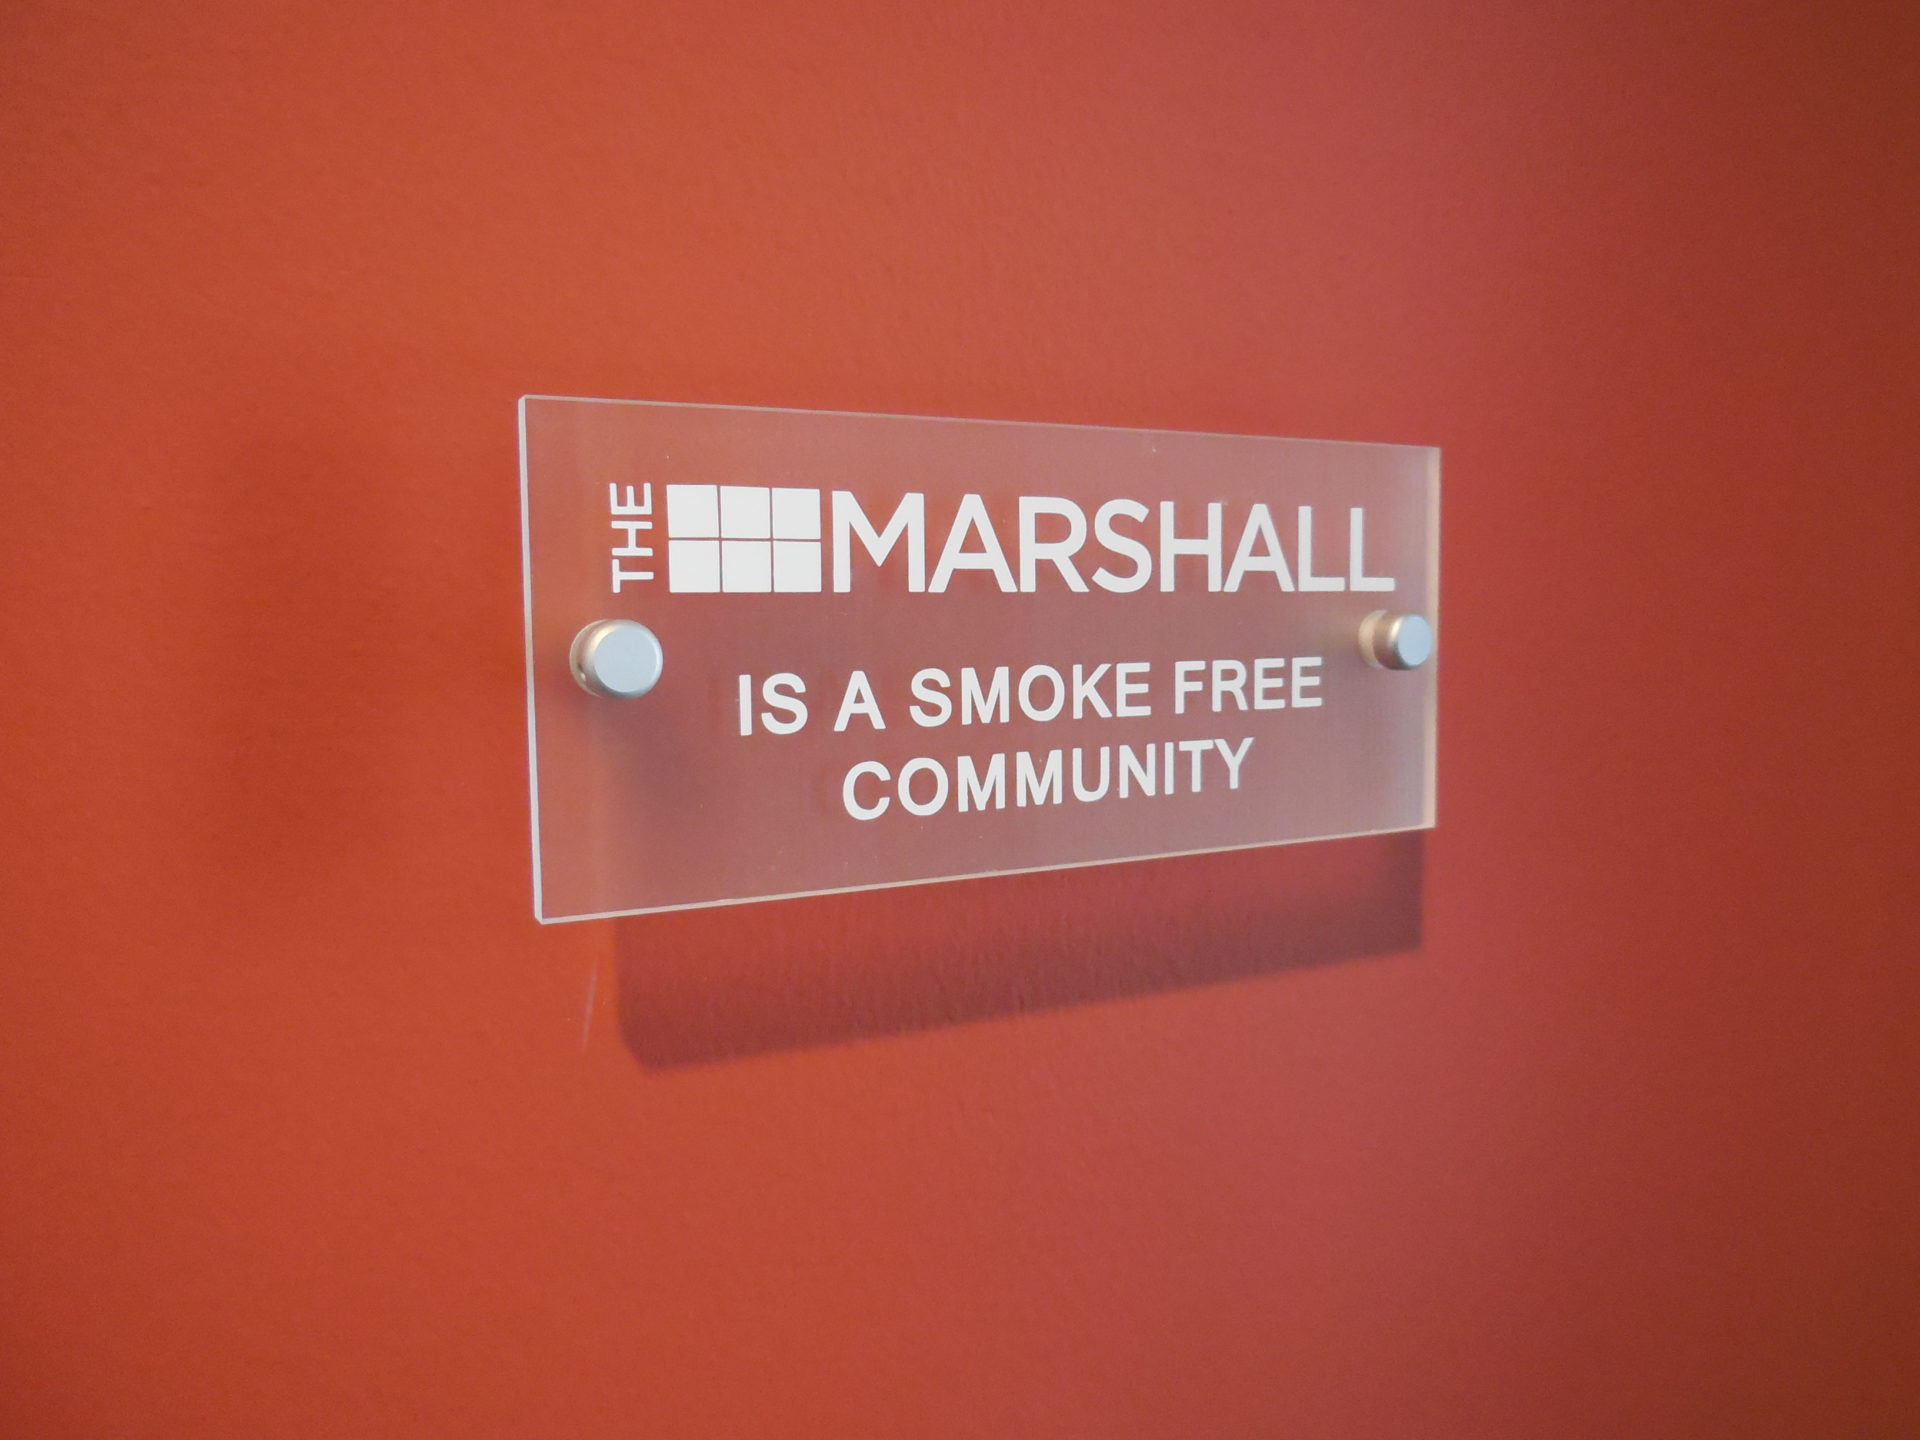 THE MARSHALL
IS A SMOKE FREE
COMMUNITY